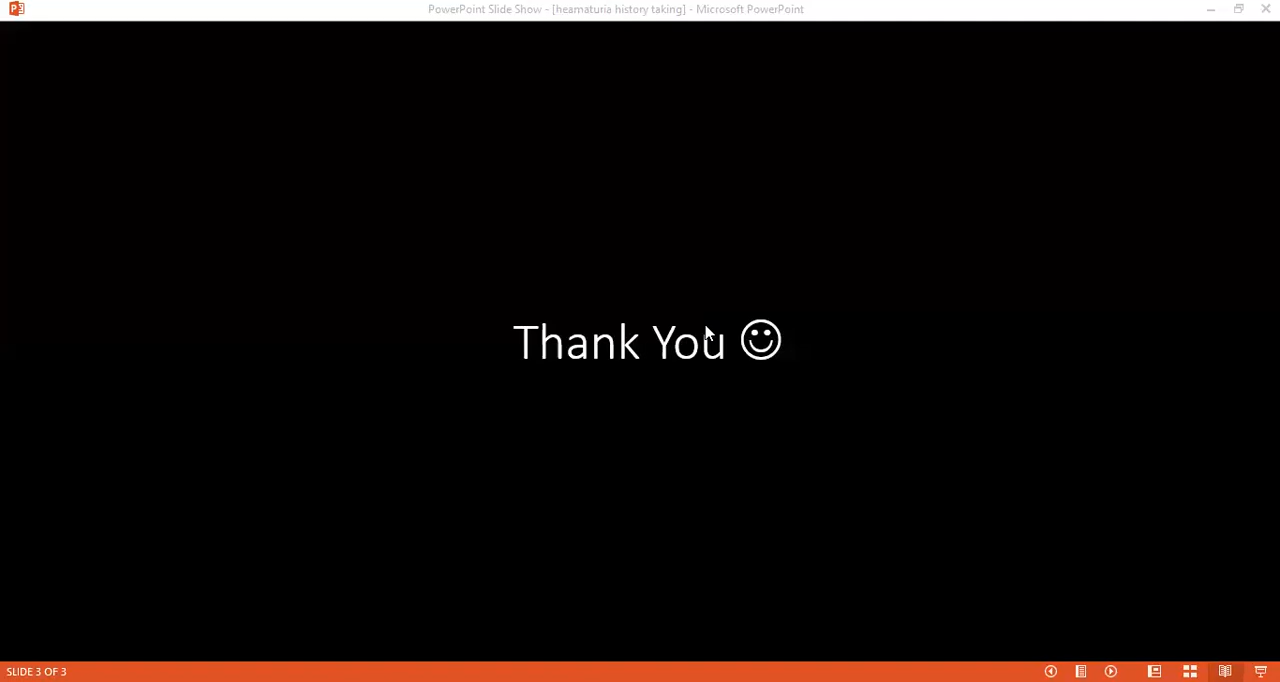 PowerPoint Slide Show - [heamaturia history taking] - Microsoft PowerPoint
Thank You ☺
SLIDE 3 OF 3